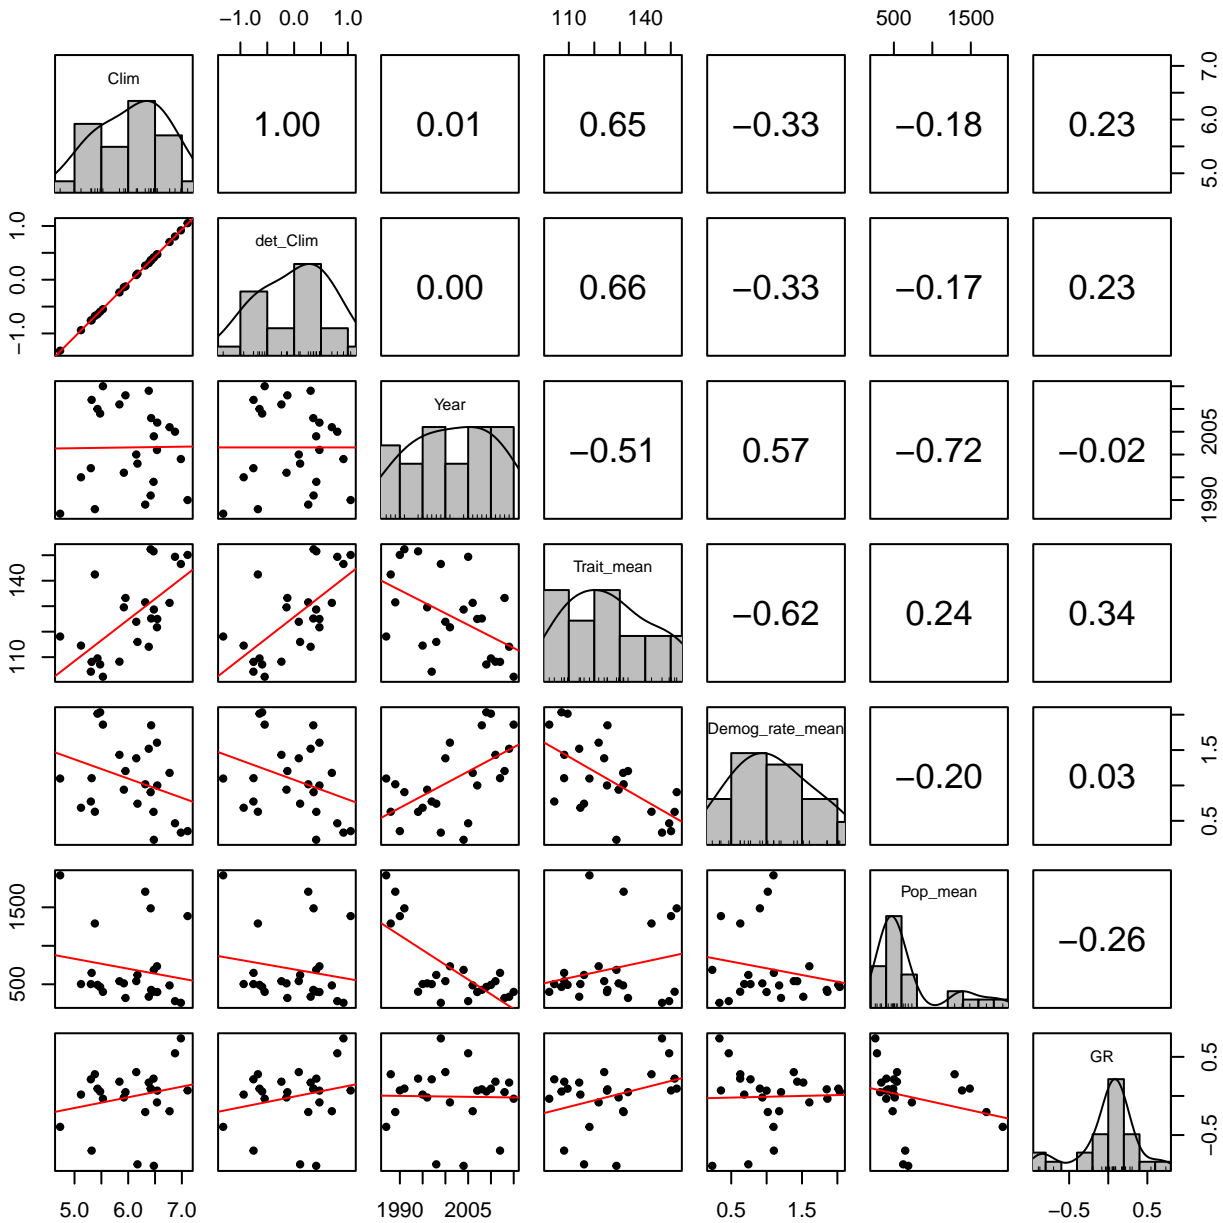 −1.0 0.0 1.0 110 140 500 1500
Clim 1.00 0.01 0.65 −0.33 −0.18 0.23 5.0 6.0 7.0
−1.0 0.0 1.0 det_Clim 0.00 0.66 −0.33 −0.17 0.23
Year −0.51 0.57 −0.72 −0.02 1990 2005
110 140 Trait_mean −0.62 0.24 0.34
Demog_rate_mean −0.20 0.03 0.5 1.5
500 1500 Pop_mean −0.26
GR −0.5 0.5
5.0 6.0 7.0 1990 2005 0.5 1.5 −0.5 0.5